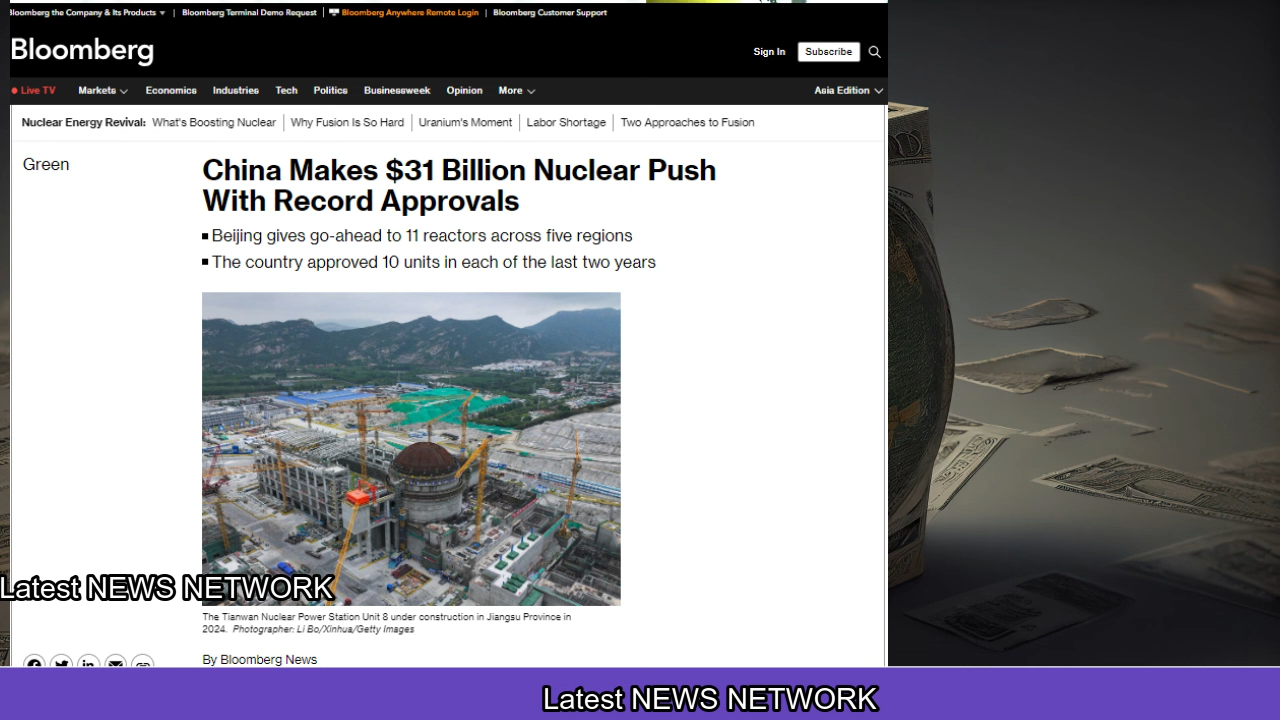 Bloomberg the Company & Its Products
Bloomberg Terminal Demo Request
Bloomberg Anywhere Remote Login
Bloomberg Customer Support
Bloomberg
Sign In
Subscribe
Live TV
Markets
Economics
Industries
Tech
Politics
Businessweek
Opinion
More
Asia Edition
Nuclear Energy Revival:
What's Boosting Nuclear
Why Fusion Is So Hard
Uranium's Moment
Labor Shortage
Two Approaches to Fusion
Green
China Makes $31 Billion Nuclear Push
With Record Approvals
Beijing gives go-ahead to 11 reactors across five regions
The country approved 10 units in each of the last two years
Latest NEWS NETWORK
The Tianwan Nuclear Power Station Unit 8 under construction in Jiangsu Province in
2024. Photographer: Li Bo/Xinhua/Getty Images
By Bloomberg News
Latest NEWS NETWORK